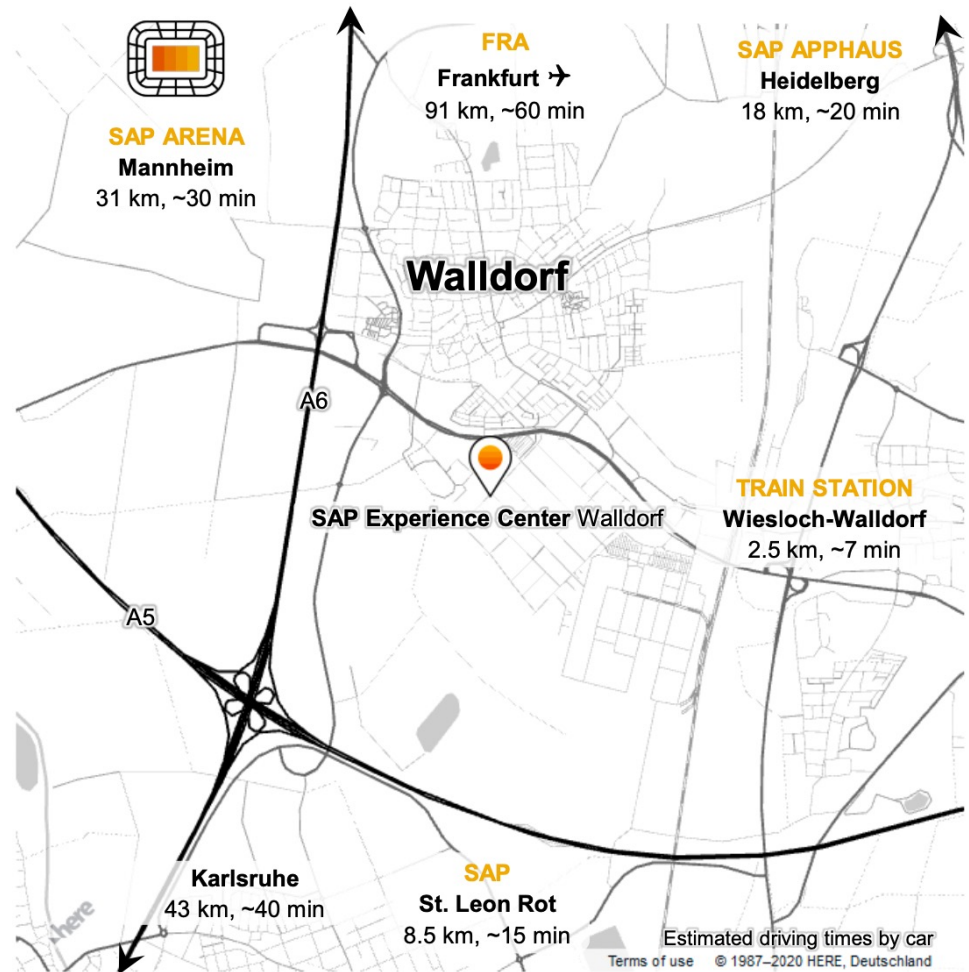 FRA
Frankfurt ✈
91 km, ~60 min
SAP APPHAUS
Heidelberg
18 km, ~20 min
SAP ARENA
Mannheim
31 km, ~30 min
Walldorf
A6
SAP Experience Center Walldorf
TRAIN STATION
Wiesloch-Walldorf
2.5 km, ~7 min
A5
Karlsruhe
43 km, ~40 min
SAP
St. Leon Rot
8.5 km, ~15 min
here
Estimated driving times by car
Terms of use © 1987–2020 HERE, Deutschland